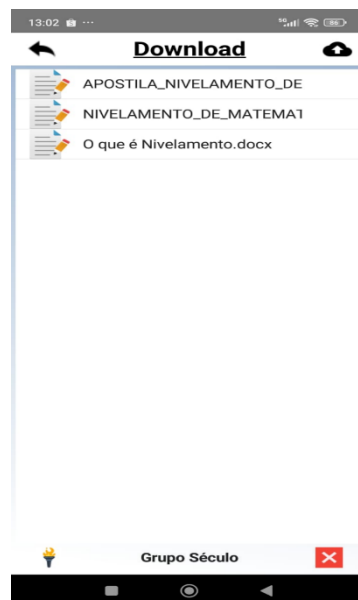 13:02
Download
APOSTILA_NIVELAMENTO_DE
NIVELAMENTO_DE_MATEMAT
O que é Nivelamento.docx
Grupo Século